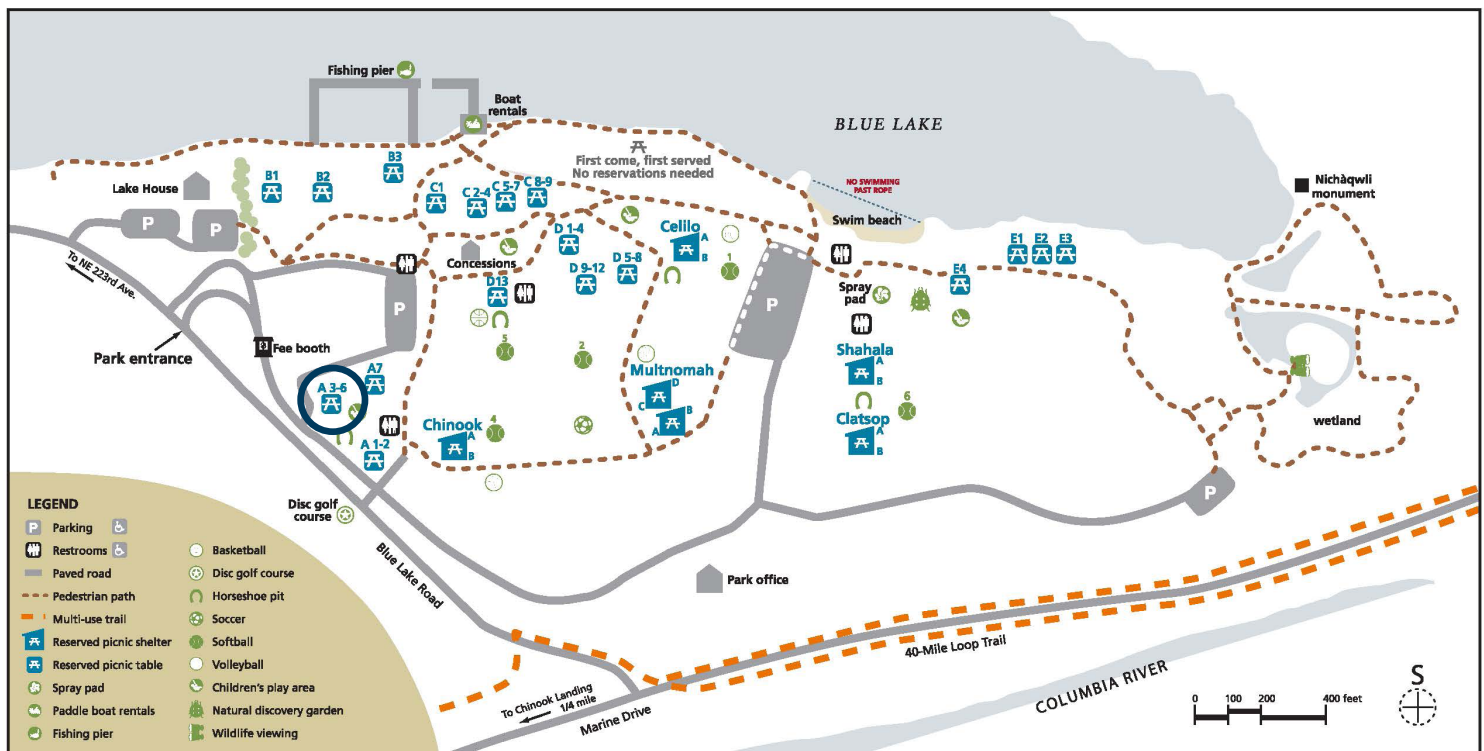 Fishing pier
Boat
rentals
BLUE LAKE
First come, first served
No reservations needed
NO SWIMMING
PAST ROPE
Swim beach
Nichàqwli
monument
Lake House
B1
B2
B3
C1
C 2-4
C 5-7
C 8-9
P
P
Concessions
D 1-4
D 9-12
D 5-8
D13
Celilo
A
B
1
P
P
E1
E2
E3
E4
Spray
pad
To NE 223rd Ave.
Park entrance
Fee booth
5
2
A7
A 3-6
A 1-2
Chinook
A
B
4
Multnomah
D
C
B
A
Shahala
A
B
6
Clatsop
A
B
wetland
P
Disc golf
course
Blue Lake Road
Park office
40-Mile Loop Trail
To Chinook Landing
1/4 mile
Marine Drive
COLUMBIA RIVER
0 100 200 400 feet
S
LEGEND
P Parking
Restrooms
Paved road
Pedestrian path
Multi-use trail
Reserved picnic shelter
Reserved picnic table
Spray pad
Paddle boat rentals
Fishing pier
Basketball
Disc golf course
Horseshoe pit
Soccer
Softball
Volleyball
Children's play area
Natural discovery garden
Wildlife viewing